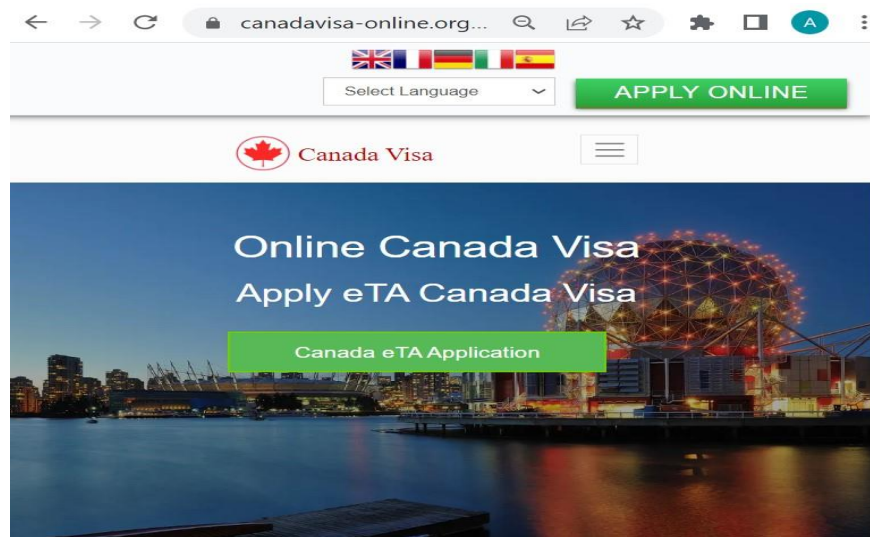 canadavisa-online.org...
A
Select Language
APPLY ONLINE
Canada Visa
Online Canada Visa
Apply eTA Canada Visa
Canada eTA Application